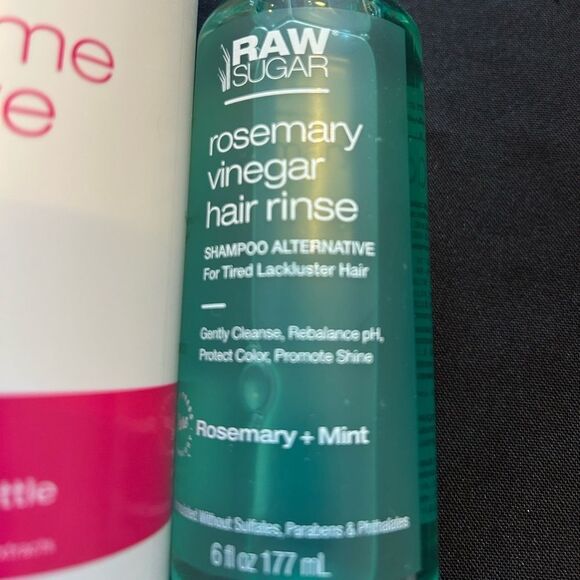 me
ve
ttle
RAW
SUGAR
rosemary
vinegar
hair rinse
SHAMPOO ALTERNATIVE
For Tired Lackluster Hair
Gently Cleanse, Rebalance pH,
Protect Color, Promote Shine
Rosemary + Mint
Without Sulfates, Parabens & Phthalates
6 fl oz 177 mL